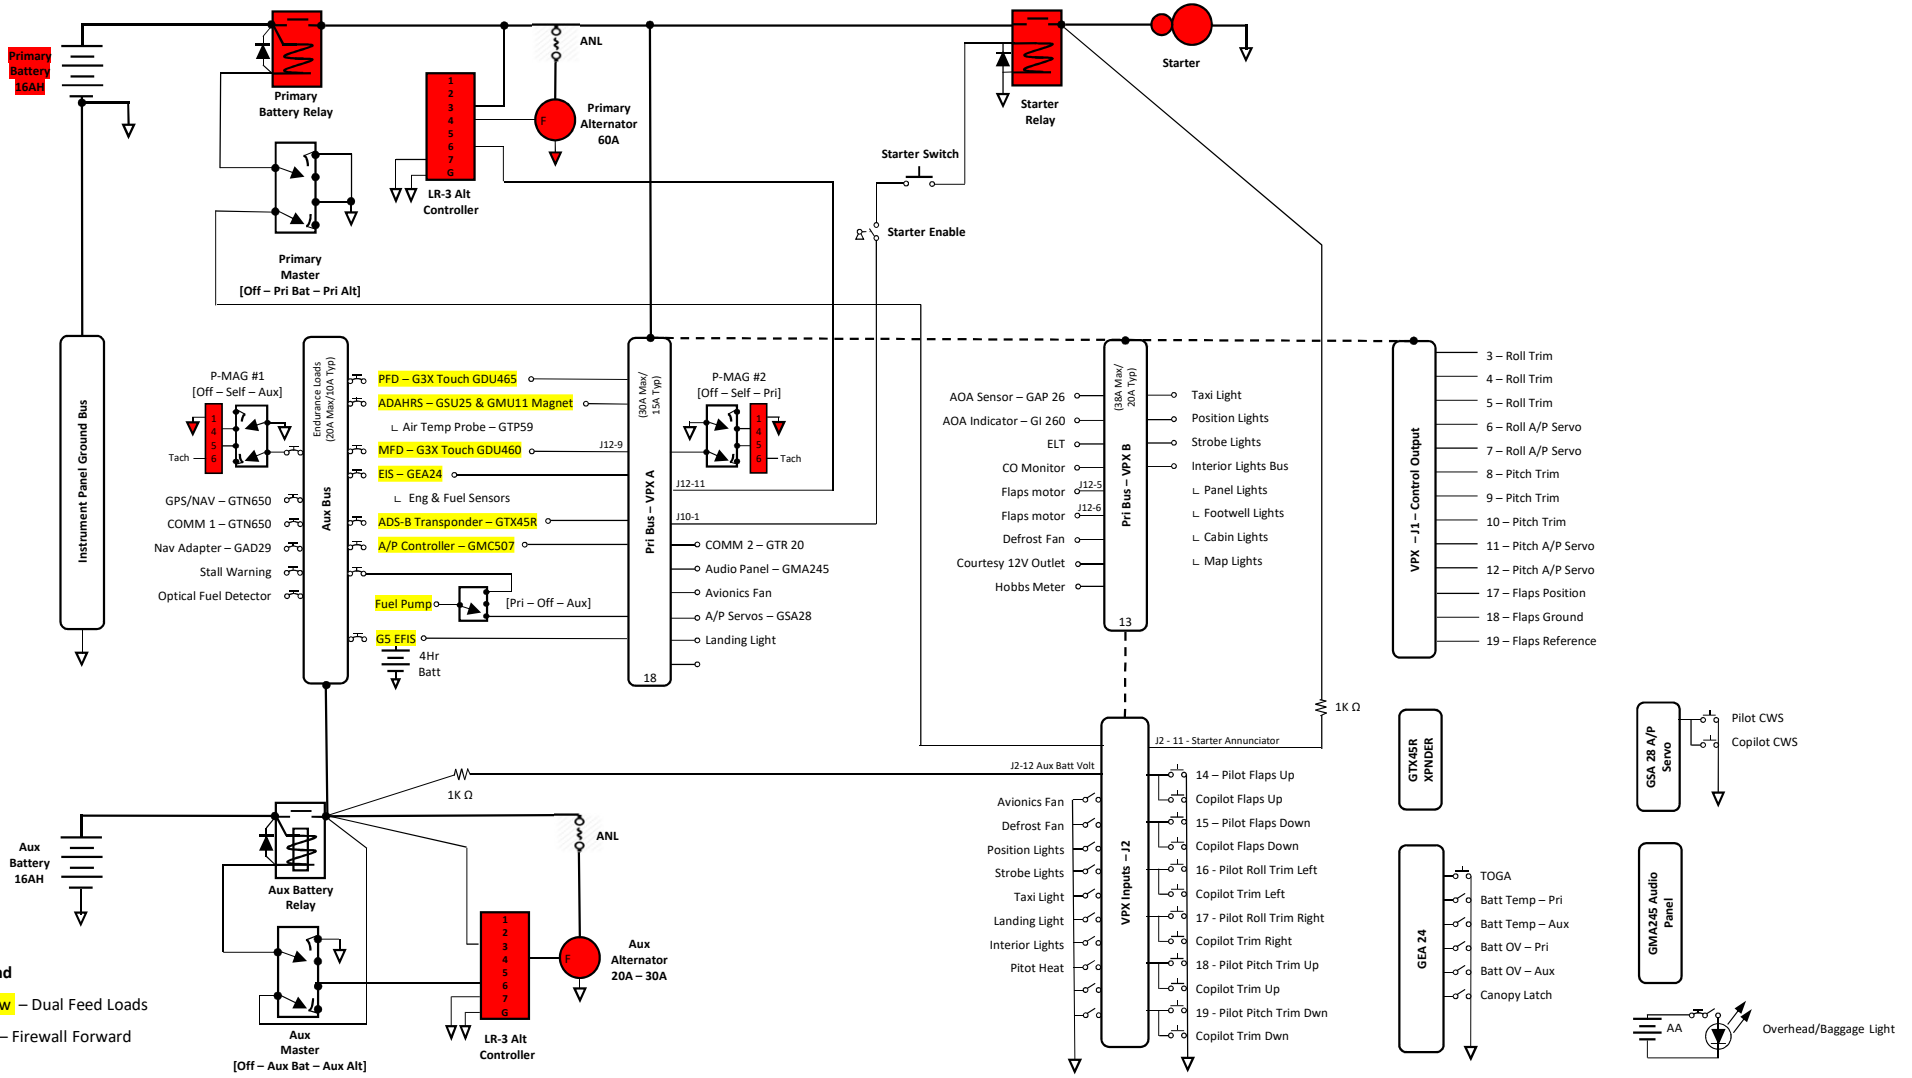 Primary
Battery
16AH
Primary
Battery Relay
ANL
1
2
3
4
5
6
7
G
LR-3 Alt
Controller
F
Primary
Alternator
60A
Starter
Starter
Relay
Starter Switch
Starter Enable
Primary
Master
[Off – Pri Bat – Pri Alt]
Instrument Panel Ground Bus
P-MAG #1
[Off – Self – Aux]
1
4
5
6
Tach
GPS/NAV – GTN650
COMM 1 – GTN650
Nav Adapter – GAD29
Stall Warning
Optical Fuel Detector
Endurance Loads
(20A Max/10A Typ)
Aux Bus
PFD – G3X Touch GDU465
ADAHRS – GSU25 & GMU11 Magnet
∟ Air Temp Probe – GTP59
MFD – G3X Touch GDU460
J12-9
EIS – GEA24
∟ Eng & Fuel Sensors
ADS-B Transponder – GTX45R
A/P Controller – GMC507
Fuel Pump
[Pri – Off – Aux]
G5 EFIS
4Hr
Batt
(30A Max/
15A Typ)
Pri Bus – VPX A
18
P-MAG #2
[Off – Self – Pri]
1
4
5
6
Tach
J12-11
J10-1
COMM 2 – GTR 20
Audio Panel – GMA245
Avionics Fan
A/P Servos – GSA28
Landing Light
AOA Sensor – GAP 26
AOA Indicator – GI 260
ELT
CO Monitor
Flaps motor
J12-5
Flaps motor
J12-6
Defrost Fan
Courtesy 12V Outlet
Hobbs Meter
(38A Max/
20A Typ)
Pri Bus – VPX B
13
Taxi Light
Position Lights
Strobe Lights
Interior Lights Bus
∟ Panel Lights
∟ Footwell Lights
∟ Cabin Lights
∟ Map Lights
VPX – J1 – Control Output
3 – Roll Trim
4 – Roll Trim
5 – Roll Trim
6 – Roll A/P Servo
7 – Roll A/P Servo
8 – Pitch Trim
9 – Pitch Trim
10 – Pitch Trim
11 – Pitch A/P Servo
12 – Pitch A/P Servo
17 – Flaps Position
18 – Flaps Ground
19 – Flaps Reference
1K Ω
J2 - 11 - Starter Annunciator
J2-12 Aux Batt Volt
1K Ω
Aux
Battery
16AH
Aux Battery
Relay
ANL
1
2
3
4
5
6
7
G
LR-3 Alt
Controller
F
Aux
Alternator
20A – 30A
Aux
Master
[Off – Aux Bat – Aux Alt]
nd
w – Dual Feed Loads
– Firewall Forward
Avionics Fan
Defrost Fan
Position Lights
Strobe Lights
Taxi Light
Landing Light
Interior Lights
Pitot Heat
VPX Inputs – J2
14 – Pilot Flaps Up
Copilot Flaps Up
15 – Pilot Flaps Down
Copilot Flaps Down
16 - Pilot Roll Trim Left
Copilot Trim Left
17 - Pilot Roll Trim Right
Copilot Trim Right
18 - Pilot Pitch Trim Up
Copilot Trim Up
19 - Pilot Pitch Trim Dwn
Copilot Trim Dwn
GTX45R
XPNDER
GSA 28 A/P
Servo
Pilot CWS
Copilot CWS
GEA 24
TOGA
Batt Temp – Pri
Batt Temp – Aux
Batt OV – Pri
Batt OV – Aux
Canopy Latch
GMA245 Audio
Panel
AA
Overhead/Baggage Light